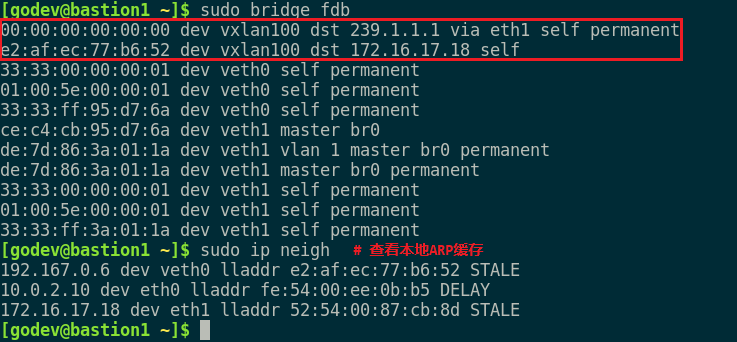 [godev@bastion1 ~]$ sudo bridge fdb
00:00:00:00:00:00 dev vxlan100 dst 239.1.1.1 via eth1 self permanent
e2:af:ec:77:b6:52 dev vxlan100 dst 172.16.17.18 self
33:33:00:00:00:01 dev veth0 self permanent
01:00:5e:00:00:01 dev veth0 self permanent
33:33:ff:95:d7:6a dev veth0 self permanent
ce:c4:cb:95:d7:6a dev veth1 master br0
de:7d:86:3a:01:1a dev veth1 vlan 1 master br0 permanent
de:7d:86:3a:01:1a dev veth1 master br0 permanent
33:33:00:00:00:01 dev veth1 self permanent
01:00:5e:00:00:01 dev veth1 self permanent
33:33:ff:3a:01:1a dev veth1 self permanent
[godev@bastion1 ~]$ sudo ip neigh # 查看本地ARP缓存
192.167.0.6 dev veth0 lladdr e2:af:ec:77:b6:52 STALE
10.0.2.10 dev eth0 lladdr fe:54:00:ee:0b:b5 DELAY
172.16.17.18 dev eth1 lladdr 52:54:00:87:cb:8d STALE
[godev@bastion1 ~]$